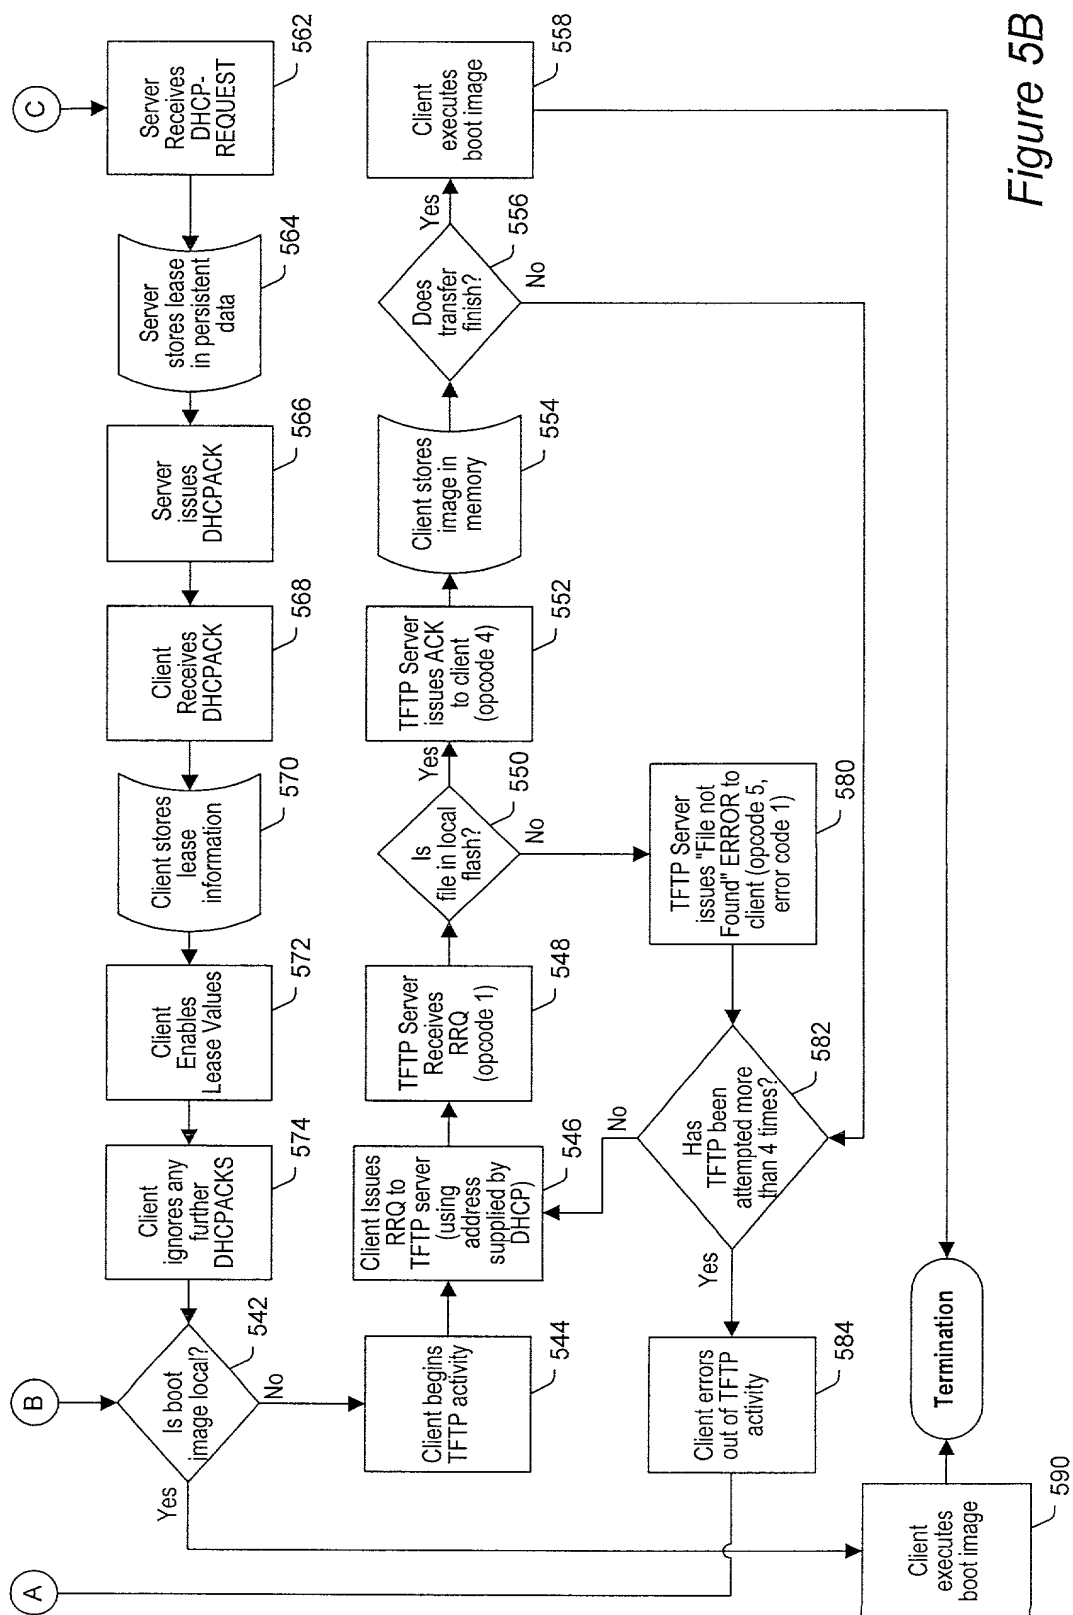 A
B
C
Is boot
image local?
542
Yes
No
Client
ignores any
further
DHCPACKS
574
Client
Enables
Lease Values
572
Client stores
lease
information
570
Client
Receives
DHCPACK
568
Server
issues
DHCPACK
566
Server
stores lease
in persistent
data
564
Server
Receives
DHCP-
REQUEST
562
Client begins
TFTP activity
544
Client Issues
RRQ to
TFTP server
(using
address
supplied by
DHCP)
546
TFTP Server
Receives
RRQ
(opcode 1)
548
Is
file in local
flash?
550
Yes
No
TFTP Server
issues ACK
to client
(opcode 4)
552
Client stores
image in
memory
554
Does
transfer
finish?
556
Yes
No
Client
executes
boot image
558
Client errors
out of TFTP
activity
584
Has
TFTP been
attempted more
than 4 times?
582
Yes
No
TFTP Server
issues "File not
Found" ERROR to
client (opcode 5,
error code 1)
580
Client
executes
boot image
590
Termination
Figure 5B